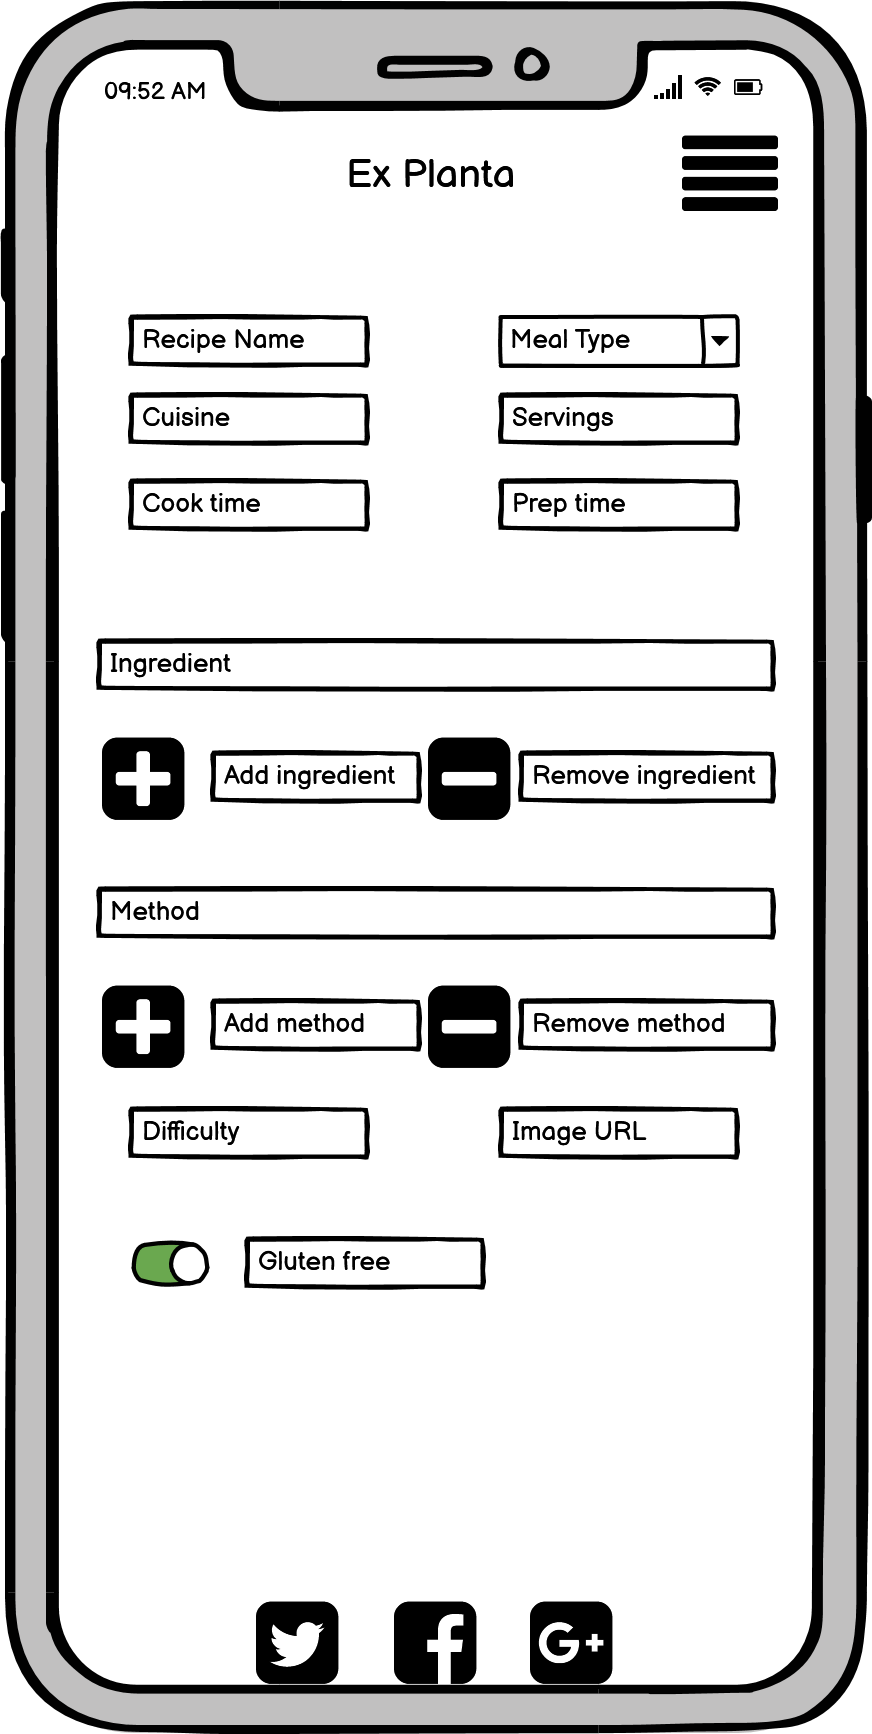 09:52 AM
Ex Planta
Recipe Name
Meal Type
Cuisine
Servings
Cook time
Prep time
Ingredient
Add ingredient
Remove ingredient
Method
Add method
Remove method
Difficulty
Image URL
Gluten free
G+